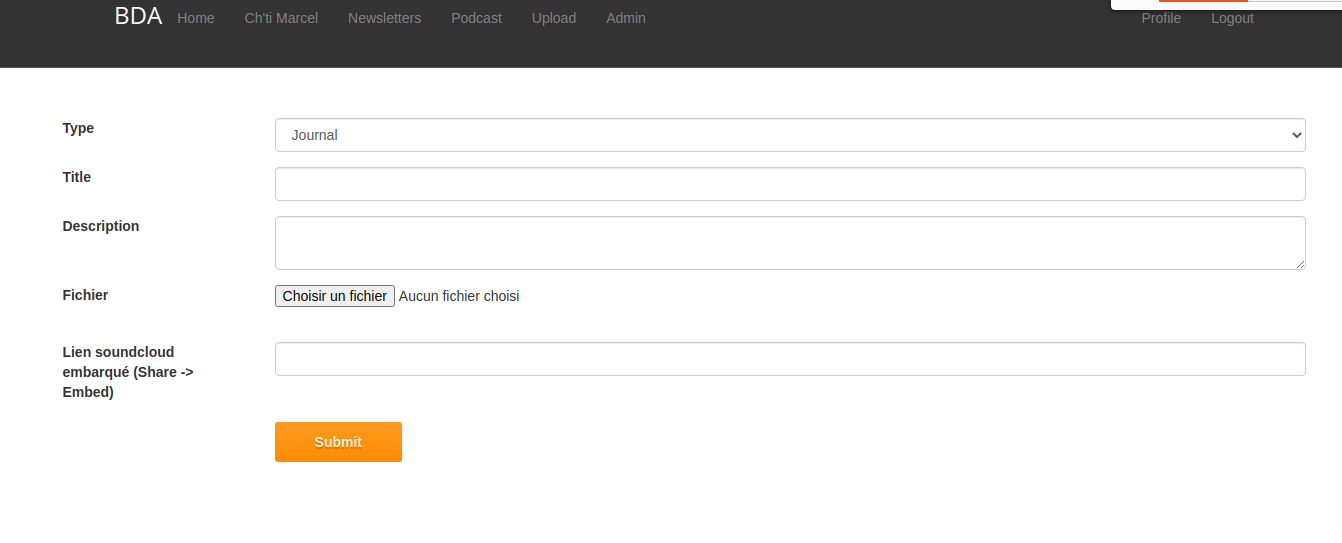 BDA Home Ch'ti Marcel Newsletters Podcast Upload Admin Profile Logout
Type Journal
Title
Description
Fichier Choisir un fichier Aucun fichier choisi
Lien soundcloud
embarqué (Share ->
Embed)
Submit